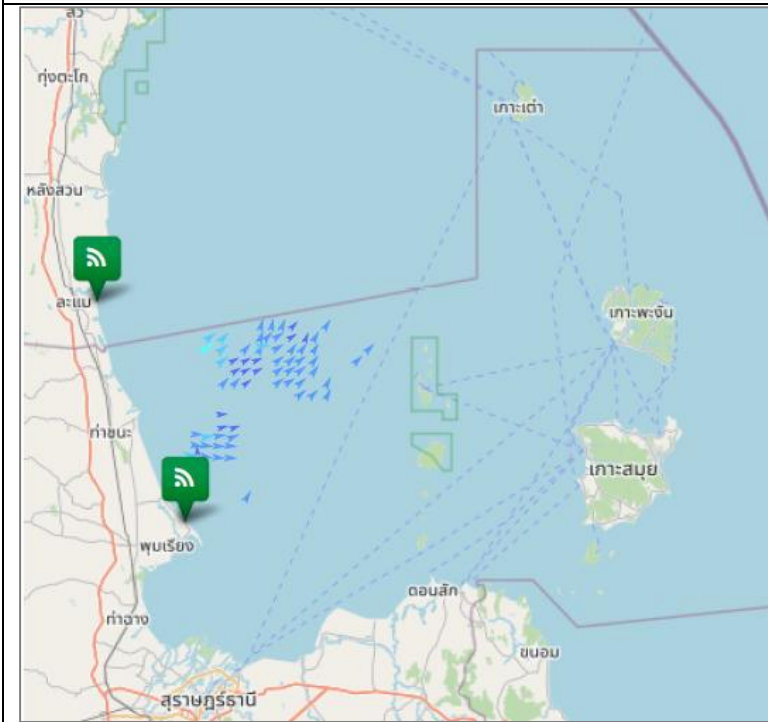 สวี
ทุ่งตะโก
เกาะเต่า
หลังสวน
ละแม
เกาะพะงัน
ท่าชนะ
เกาะสมุย
พุมเรียง
ดอนสัก
ท่าฉาง
ขนอม
สุราษฎร์ธานี